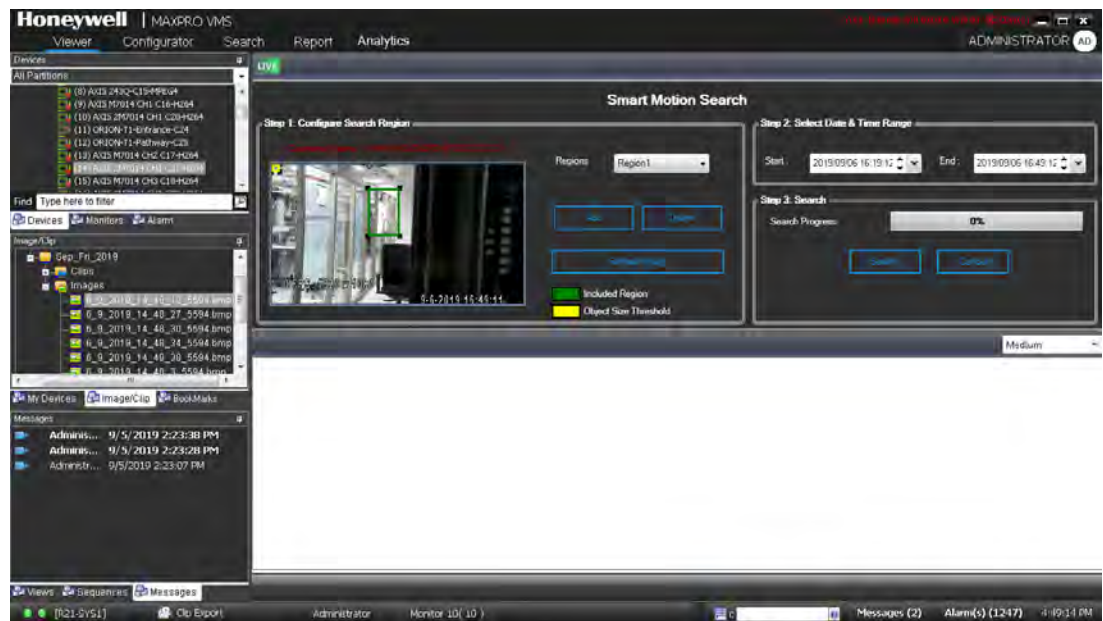 Honeywell | MAXPRO VMS
Viewer Configurator Search Report Analytics
ADMINISTRATOR AD
Devices
All Partitions
(8) AXIS 243Q-C15-MPEG4
(9) AXIS M7014 CH1 C16-H264
(10) AXIS 2M7014 CH1 C20-H264
(11) ORION-T1-Entrance-C24
(12) ORION-T1-Pathway-C25
(13) AXIS M7014 CH2 C17-H264
(15) AXIS M7014 CH3 C18-H264
Find Type here to filter
Devices Monitors Alarm
Image/Clip
Sep_Fri_2019
Clips
Images
6_9_2019_14_48_27_5594.bmp
6_9_2019_14_48_30_5594.bmp
6_9_2019_14_48_34_5594.bmp
My Devices Image/Clip BookMarks
Messages
Adminis... 9/5/2019 2:23:38 PM
Adminis... 9/5/2019 2:23:28 PM
Administr... 9/5/2019 2:23:07 PM
Views Sequences Messages
LIVE
Smart Motion Search
Step 1: Configure Search Region
9-6-2019 16:49:11
Regions Region1
Included Region
Object Size Threshold
Step 2: Select Date & Time Range
Start : 2019/09/06 16:19:12 End : 2019/09/06 16:49:12
Step 3: Search
Search Progress: 0%
Medium
[R21-SYS1] Clip Export Administrator Monitor 10( 10 ) c Messages (2) Alarm(s) (1247) 4:49:14 PM